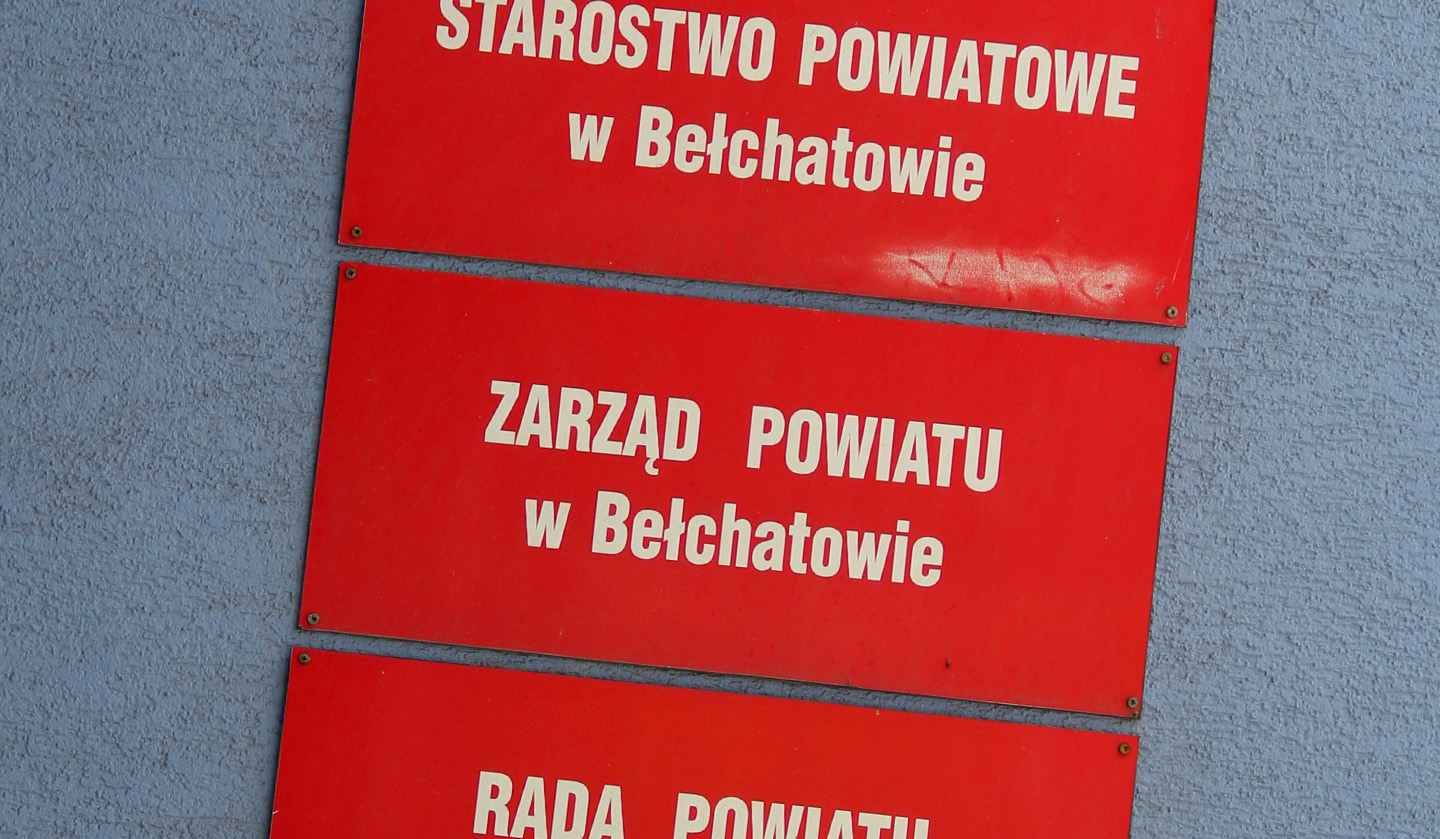 STAROSTWO POWIATOWE
w Bełchatowie
ZARZĄD POWIATU
w Bełchatowie
RADA POWIATU